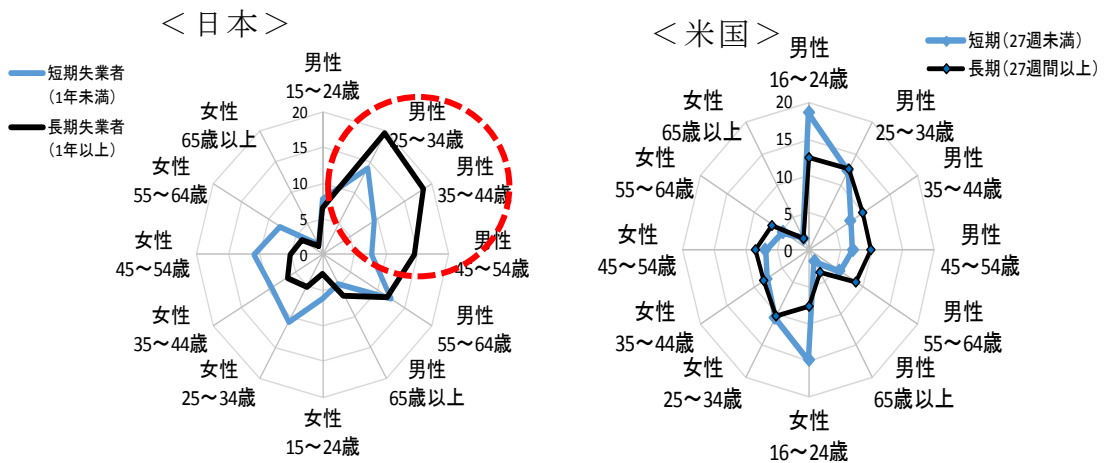 ＜日本＞
短期失業者
（1年未満）
長期失業者
（1年以上）
男性
15～24歳
男性
25～34歳
男性
35～44歳
男性
45～54歳
男性
55～64歳
男性
65歳以上
女性
15～24歳
女性
25～34歳
女性
35～44歳
女性
45～54歳
女性
55～64歳
女性
65歳以上
20
15
10
5
0
＜米国＞
短期（27週未満）
長期（27週間以上）
男性
16～24歳
男性
25～34歳
男性
35～44歳
男性
45～54歳
男性
55～64歳
男性
65歳以上
女性
16～24歳
女性
25～34歳
女性
35～44歳
女性
45～54歳
女性
55～64歳
女性
65歳以上
20
15
10
5
0